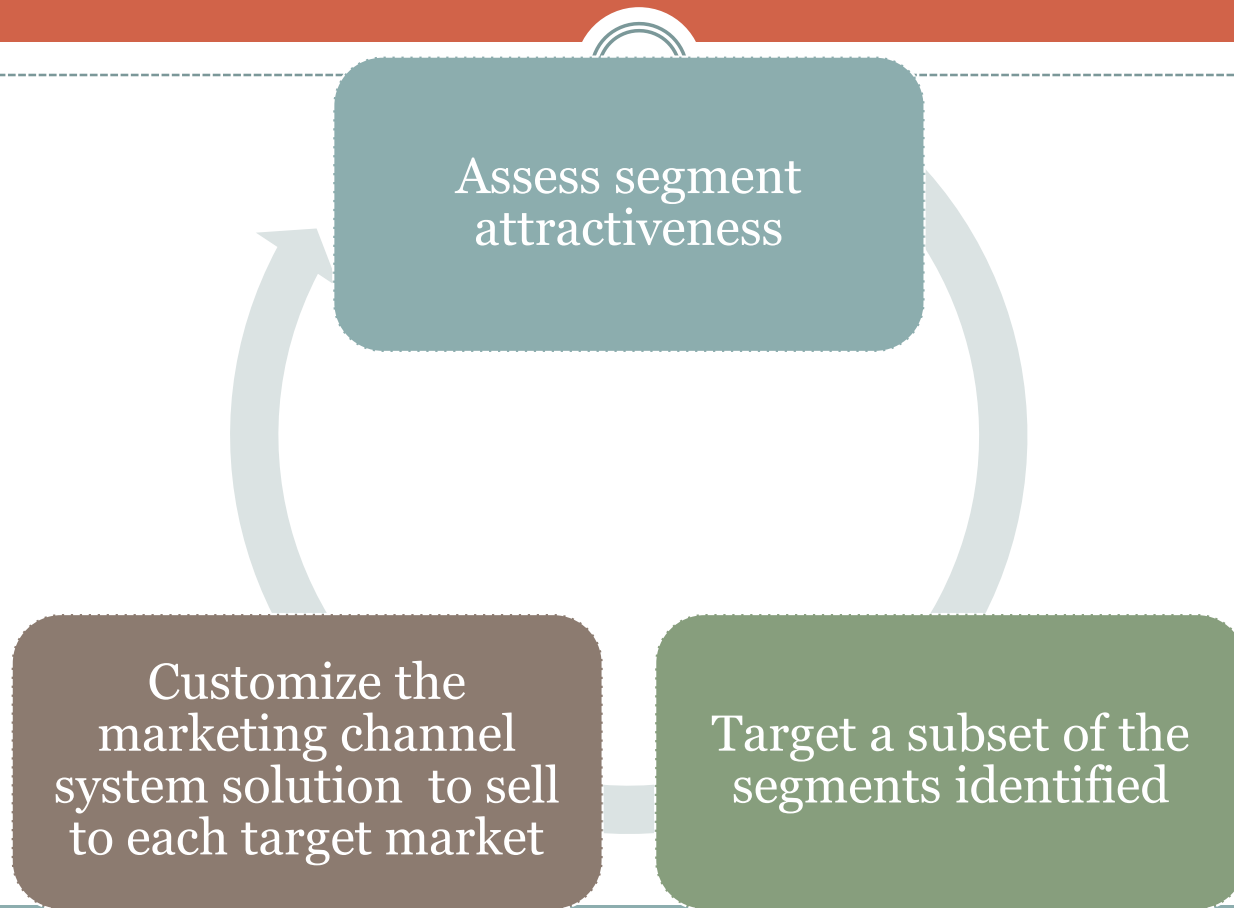 Assess segment
attractiveness
Target a subset of the
segments identified
Customize the
marketing channel
system solution  to sell
to each target market